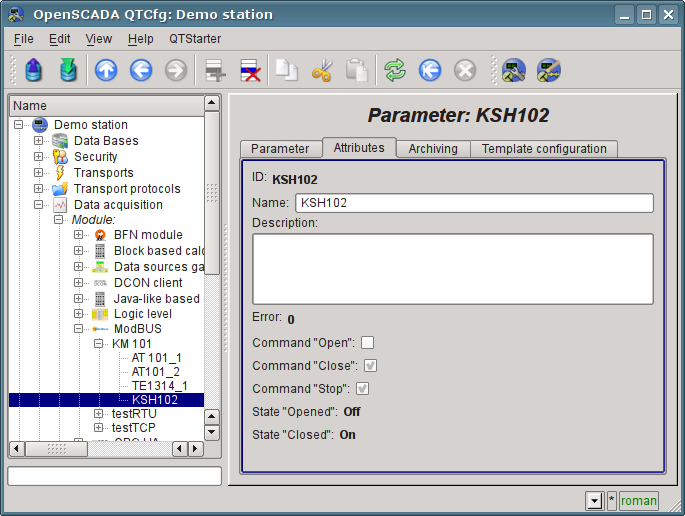 OpenSCADA QTCfg: Demo station
File Edit View Help QTStarter
Name
Demo station
Data Bases
Security
Transports
Transport protocols
Data acquisition
Module:
BFN module
Block based calc
Data sources ga
DCON client
Java-like based
Logic level
ModBUS
KM 101
AT 101_1
AT101_2
TE1314_1
KSH102
testRTU
testTCP
Parameter: KSH102
Parameter Attributes Archiving Template configuration
ID: KSH102
Name: KSH102
Description:
Error: 0
Command "Open":
Command "Close":
Command "Stop":
State "Opened": Off
State "Closed": On
* roman